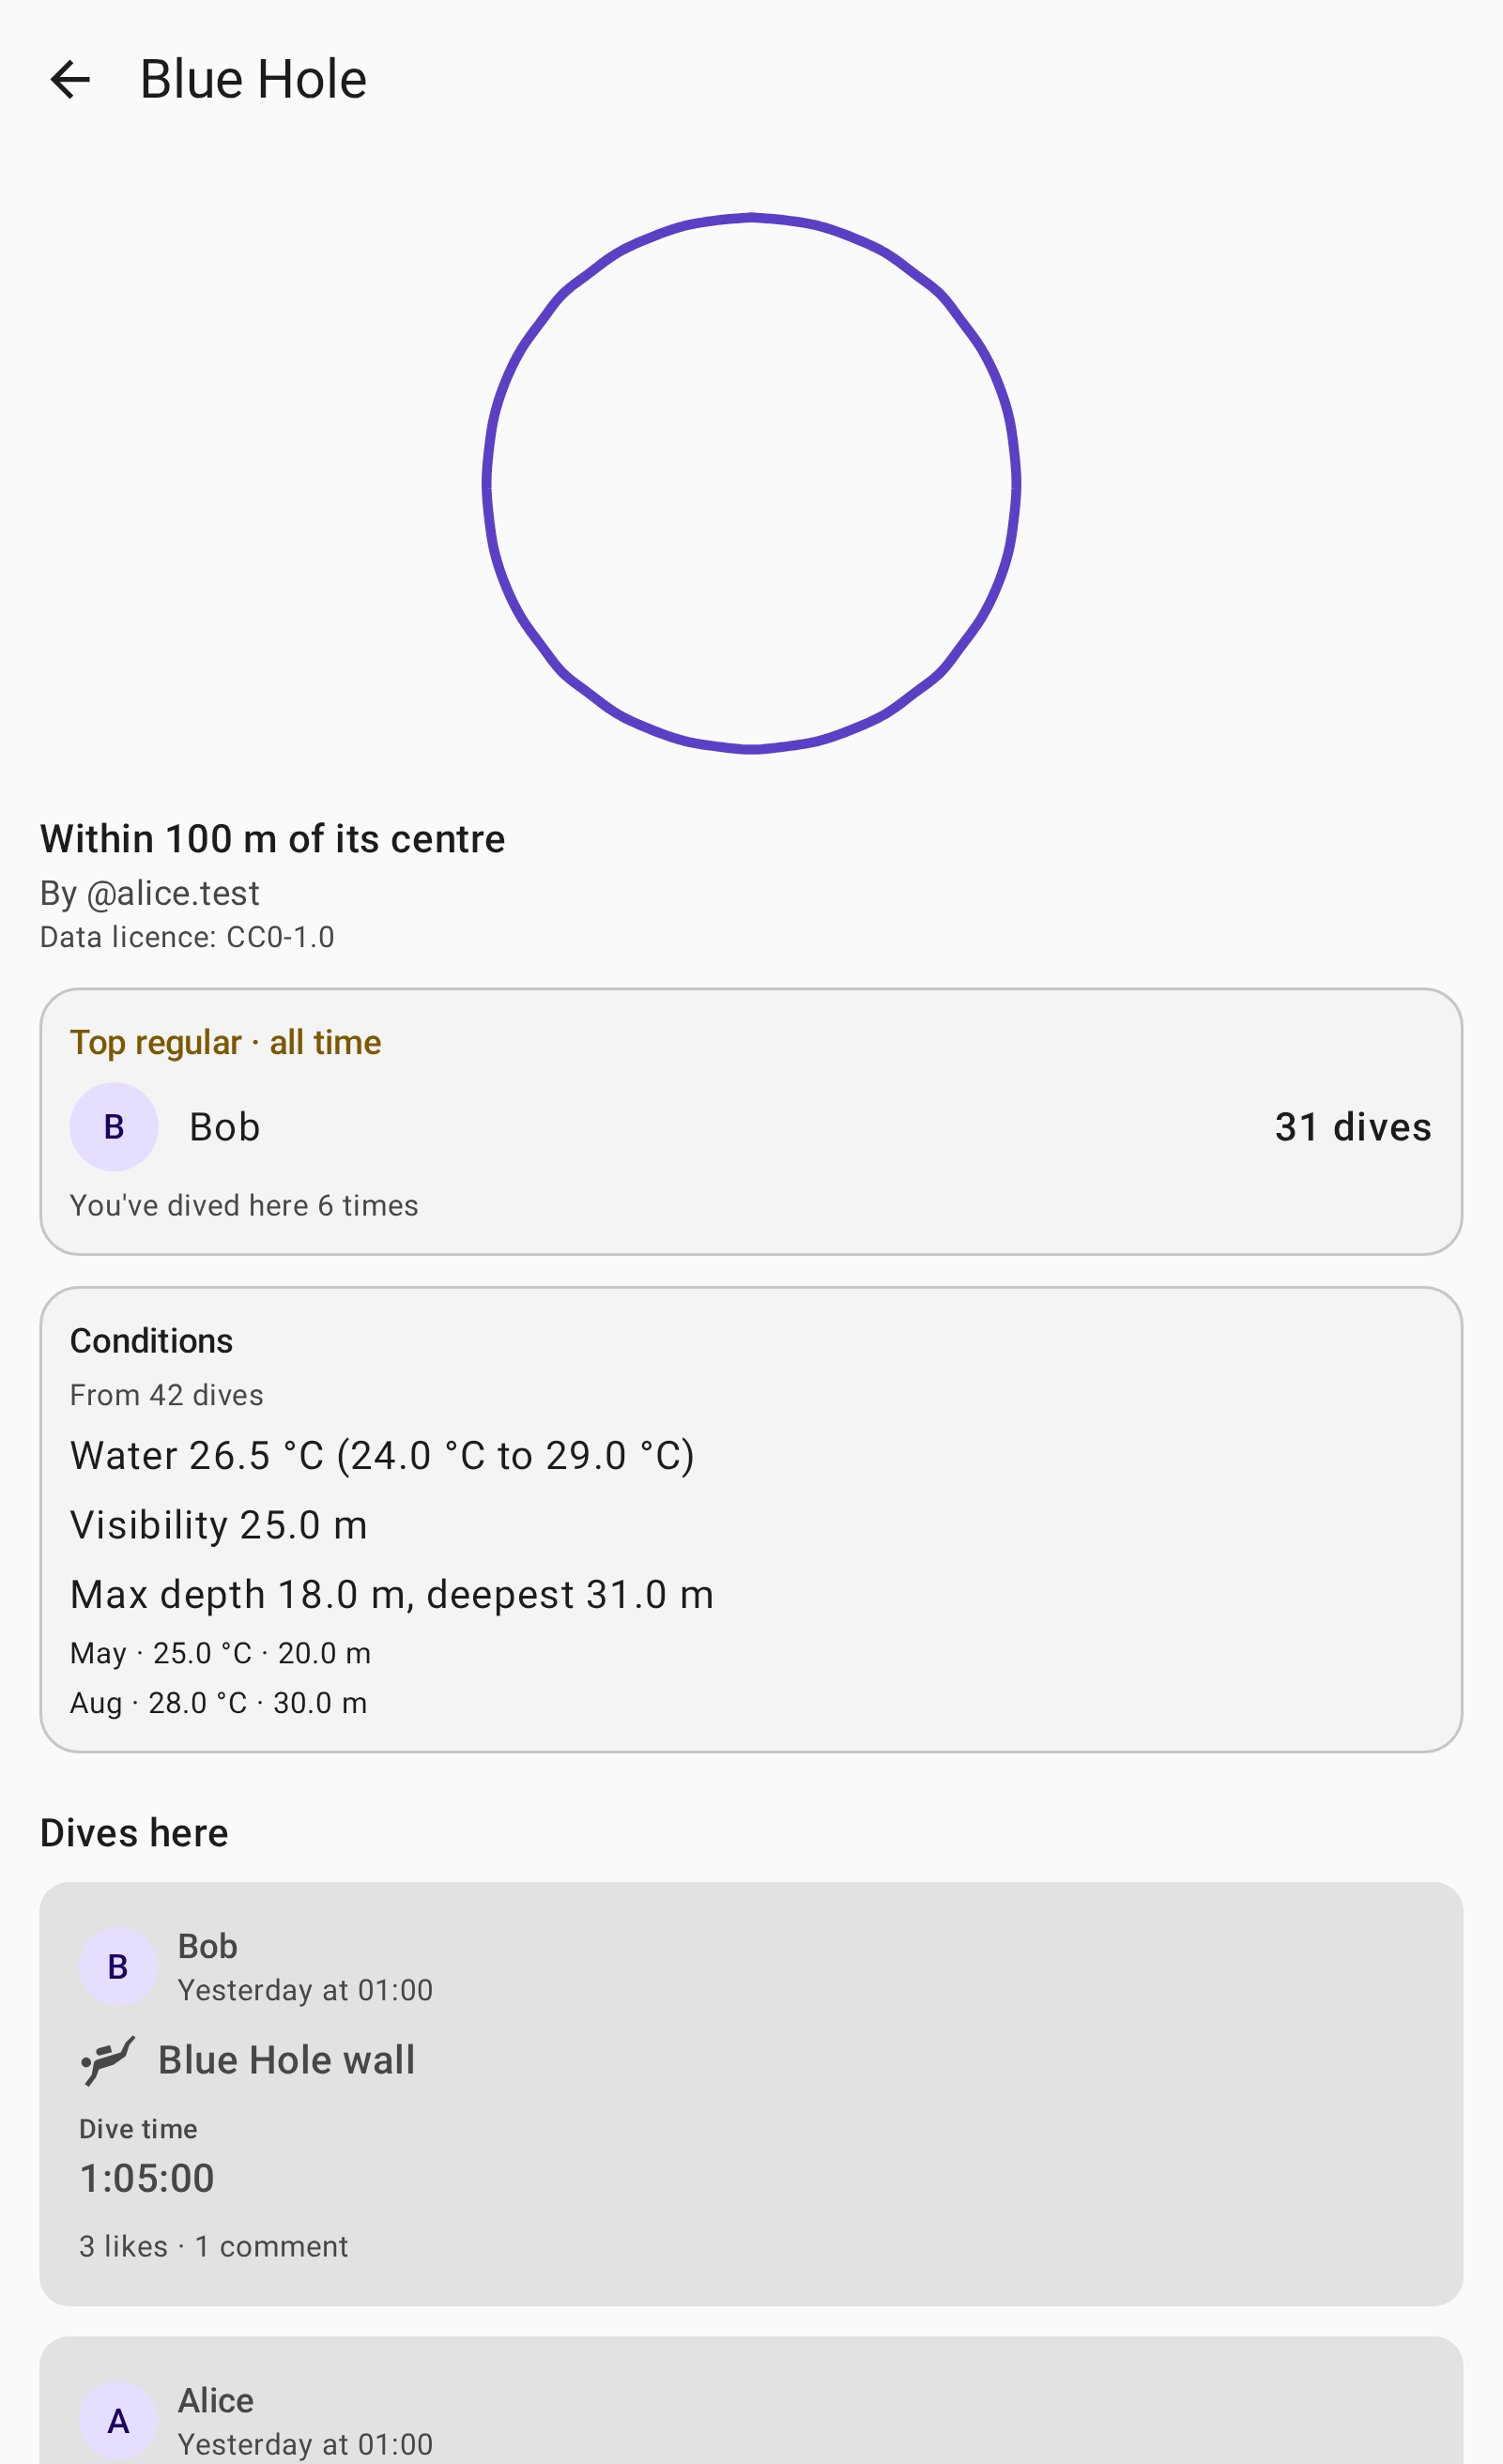 Blue Hole
Within 100 m of its centre
By @alice.test
Data licence: CC0-1.0
Top regular · all time
B
Bob
31 dives
You've dived here 6 times
Conditions
From 42 dives
Water 26.5 °C (24.0 °C to 29.0 °C)
Visibility 25.0 m
Max depth 18.0 m, deepest 31.0 m
May · 25.0 °C · 20.0 m
Aug · 28.0 °C · 30.0 m
Dives here
B
Bob
Yesterday at 01:00
Blue Hole wall
Dive time
1:05:00
3 likes · 1 comment
A
Alice
Yesterday at 01:00